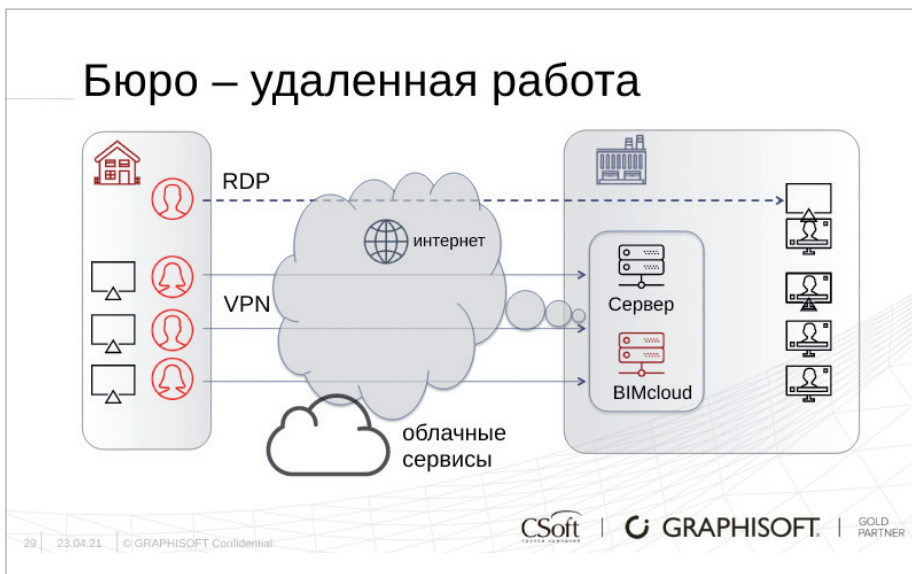 Бюро – удаленная работа
RDP
интернет
VPN
Сервер
BIMcloud
облачные
сервисы
29 23.04.21 © GRAPHISOFT Confidential
CSoft
группа компаний
GRAPHISOFT.
GOLD
PARTNER